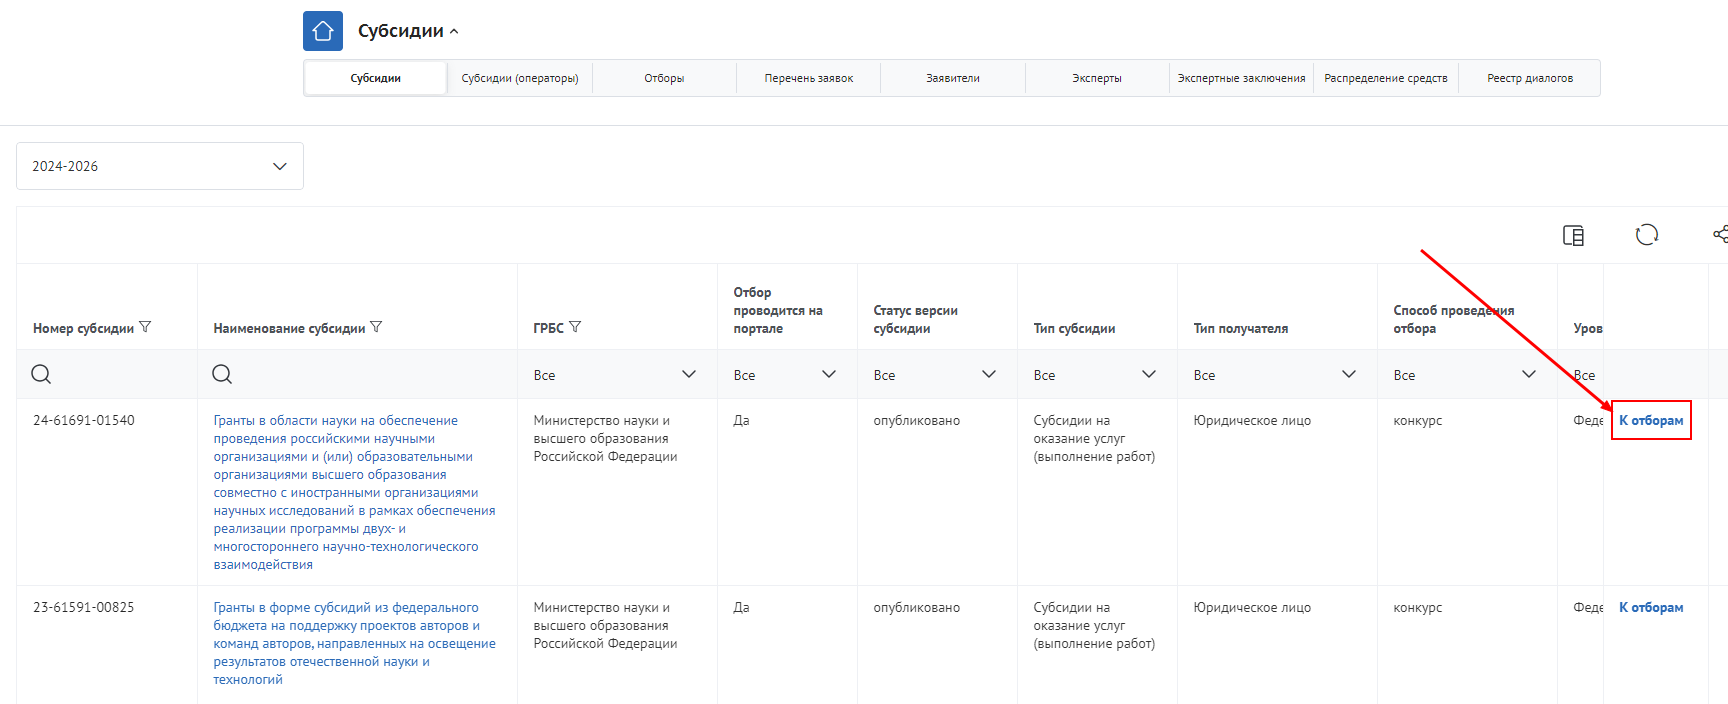 Субсидии
Субсидии
Субсидии (операторы)
Отборы
Перечень заявок
Заявители
Эксперты
Экспертные заключения
Распределение средств
Реестр диалогов
2024-2026
Номер субсидии
Наименование субсидии
ГРБС
Отбор
проводится на
портале
Статус версии
субсидии
Тип субсидии
Тип получателя
Способ проведения
отбора
Уров
Все
Все
Все
Все
Все
Все
Все
24-61691-01540
Гранты в области науки на обеспечение
проведения российскими научными
организациями и (или) образовательными
организациями высшего образования
совместно с иностранными организациями
научных исследований в рамках обеспечения
реализации программы двух- и
многостороннего научно-технологического
взаимодействия
Министерство науки и
высшего образования
Российской Федерации
Да
опубликовано
Субсидии на
оказание услуг
(выполнение работ)
Юридическое лицо
конкурс
Феде
К отборам
23-61591-00825
Гранты в форме субсидий из федерального
бюджета на поддержку проектов авторов и
команд авторов, направленных на освещение
результатов отечественной науки и
технологий
Министерство науки и
высшего образования
Российской Федерации
Да
опубликовано
Субсидии на
оказание услуг
(выполнение работ)
Юридическое лицо
конкурс
Феде
К отборам